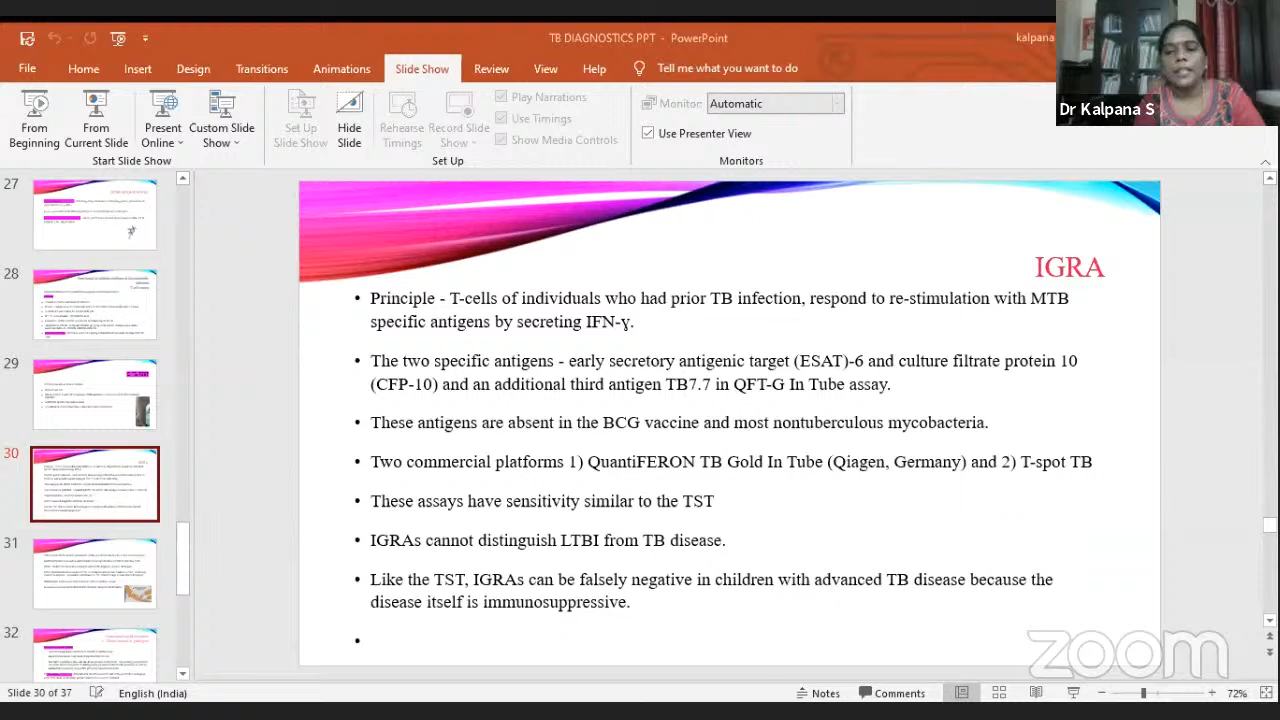 TB DIAGNOSTICS PPT - PowerPoint
kalpana
File Home Insert Design Transitions Animations Slide Show Review View Help Tell me what you want to do
From Beginning
From Current Slide
Present Online
Custom Slide Show
Start Slide Show
Set Up Slide Show
Hide Slide
Rehearse Timings
Record Slide Show
Play Narrations
Use Timings
Show Media Controls
Set Up
Monitor: Automatic
Use Presenter View
Monitors
Dr Kalpana S
27
28
29
30
31
32
IGRA
• Principle - T-cells of individuals who had prior TB infection, respond to re-stimulation with MTB
specific antigens by secreting IFN-γ.
• The two specific antigens - early secretory antigenic target (ESAT)-6 and culture filtrate protein 10
(CFP-10) and an additional third antigen TB7.7 in QFT-G In Tube assay.
• These antigens are absent in the BCG vaccine and most nontuberculous mycobacteria.
• Two commercial platforms 1) QuantiFERON TB Gold In Tube (Qiagen, Germany) and 2) T-spot TB
• These assays have sensitivity similar to the TST
• IGRAs cannot distinguish LTBI from TB disease.
• Like the TST, IGRAs can be falsely negative in children with advanced TB disease because the
disease itself is immunosuppressive.
•
zoom
Slide 30 of 37 English (India) Notes Comments 72%